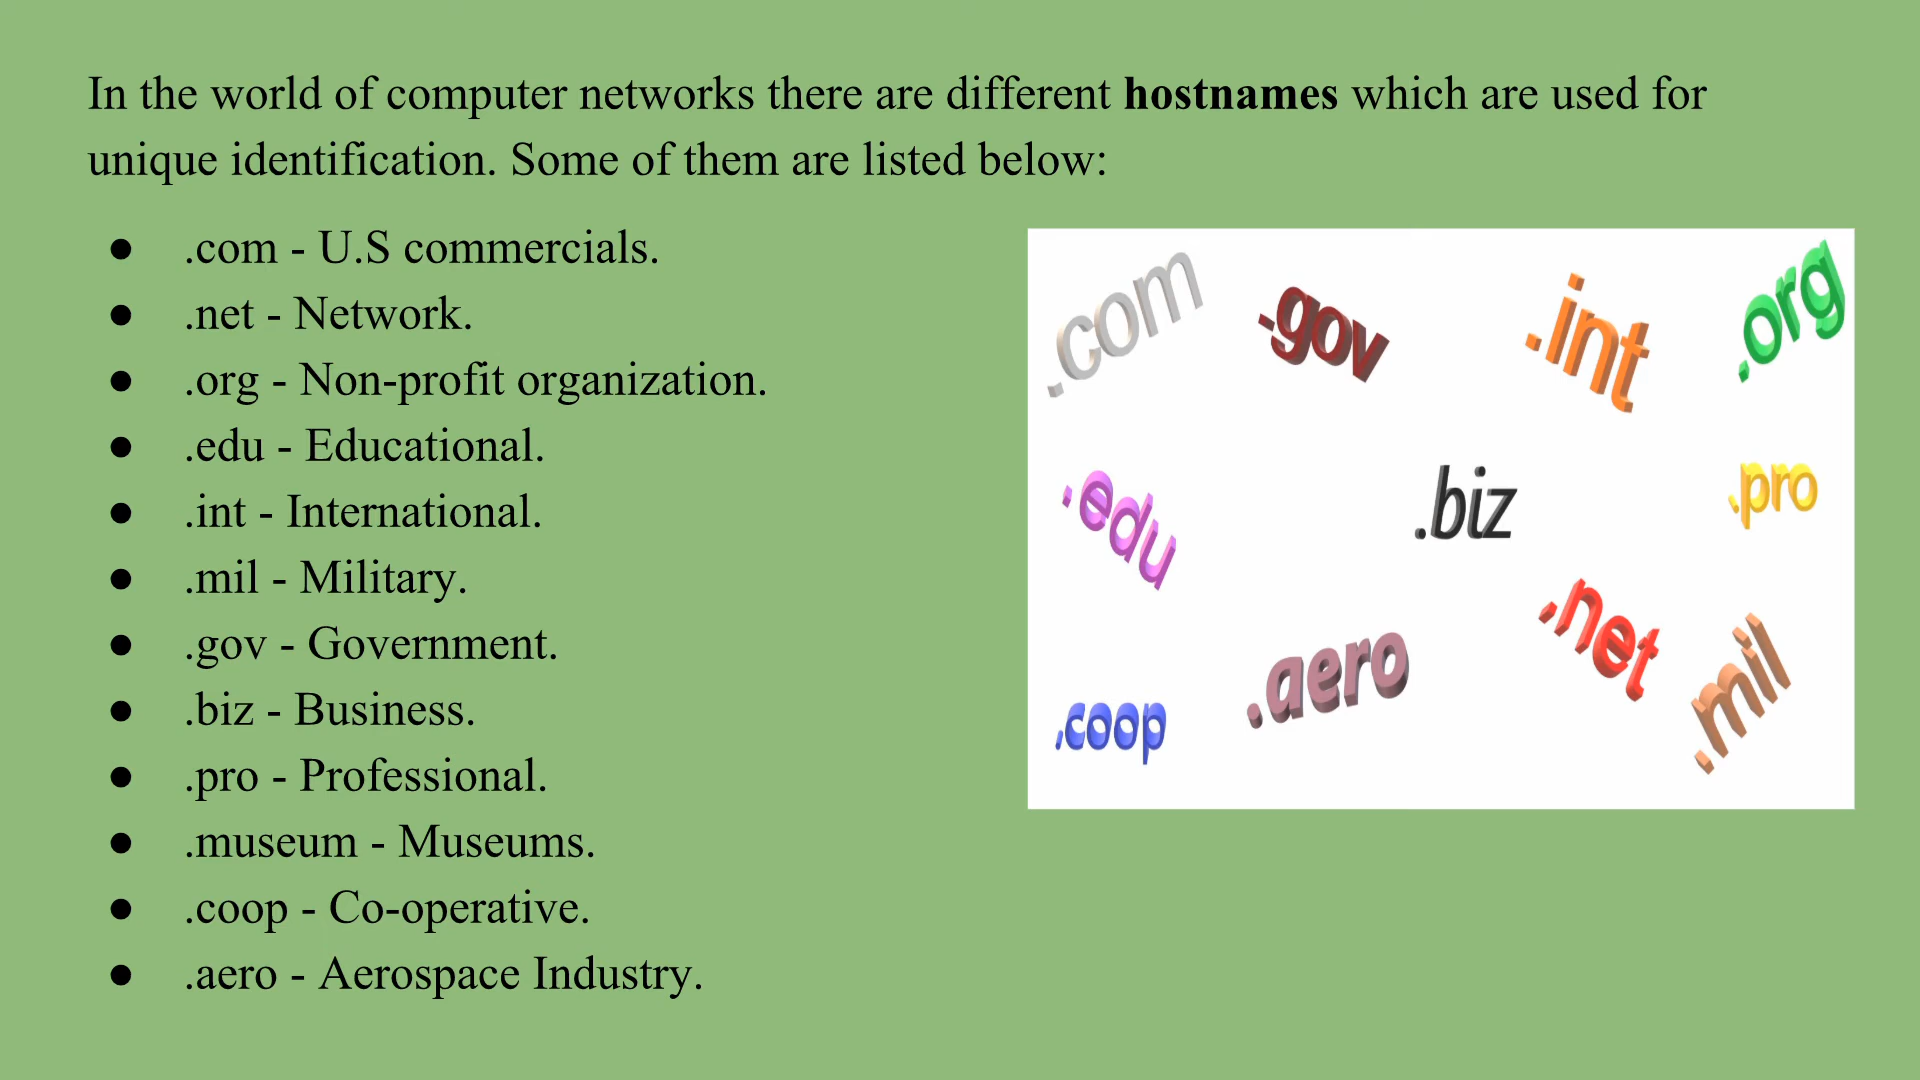 In the world of computer networks there are different hostnames which are used for
unique identification. Some of them are listed below:
● .com - U.S commercials.
● .net - Network.
● .org - Non-profit organization.
● .edu - Educational.
● .int - International.
● .mil - Military.
● .gov - Government.
● .biz - Business.
● .pro - Professional.
● .museum - Museums.
● .coop - Co-operative.
● .aero - Aerospace Industry.
.com
.gov
.int
.org
.edu
.biz
.pro
.net
.mil
.aero
.coop